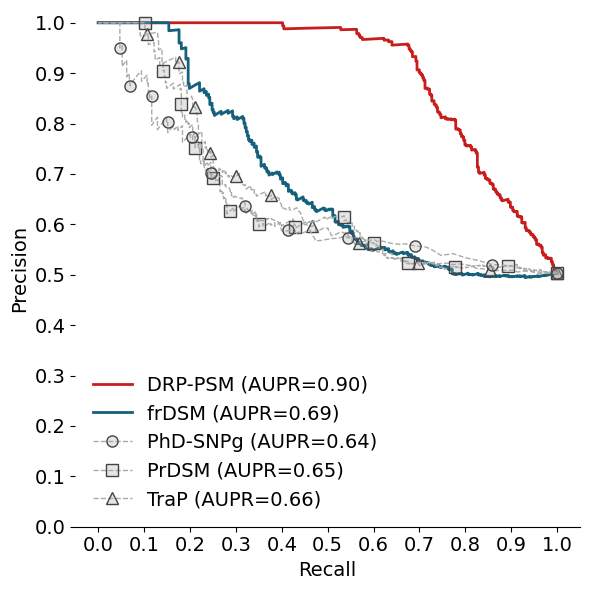 1.0
0.9
0.8
0.7
0.6
0.5
0.4
0.3
0.2
0.1
0.0
Precision
DRP-PSM (AUPR=0.90)
frDSM (AUPR=0.69)
PhD-SNPg (AUPR=0.64)
PrDSM (AUPR=0.65)
TraP (AUPR=0.66)
0.0 0.1 0.2 0.3 0.4 0.5 0.6 0.7 0.8 0.9 1.0
Recall